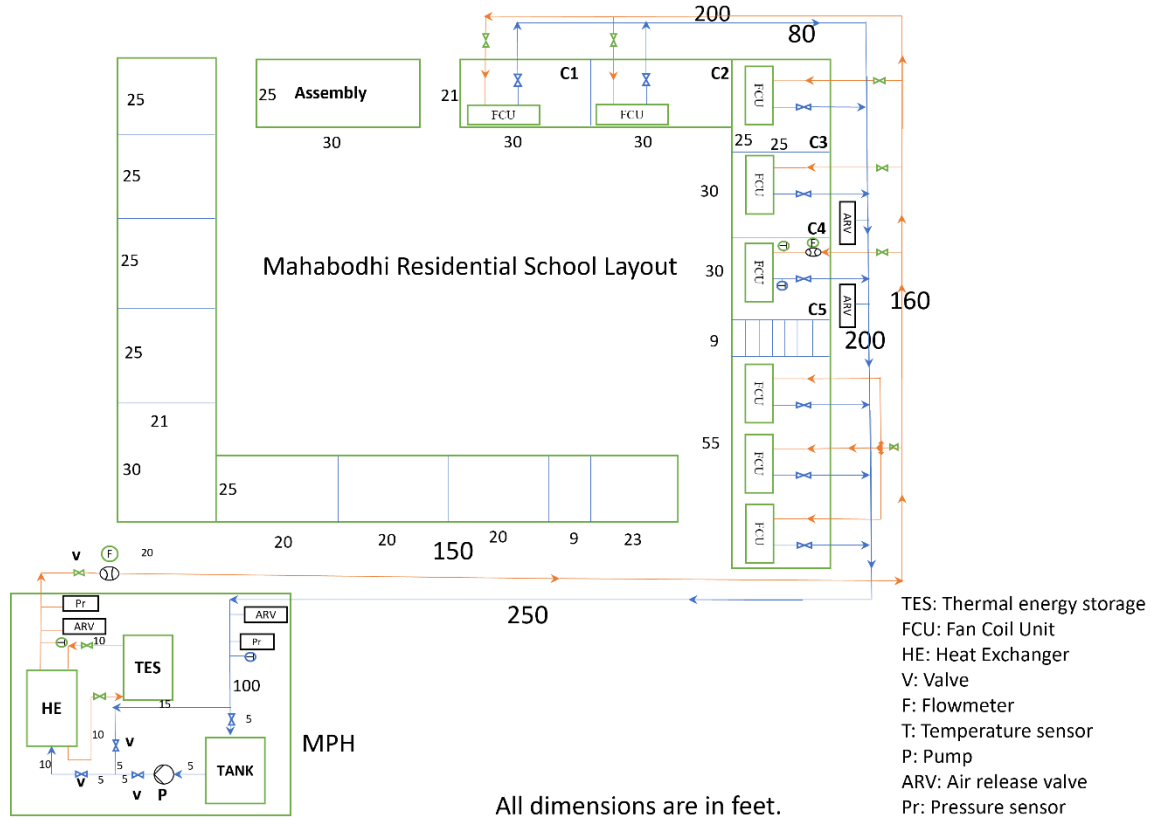 200
80
C1
C2
25
Assembly
25
21
FCU
FCU
FCU
30
30
30
25
25
C3
25
30
FCU
ARV
C4
T
F
Mahabodhi Residential School Layout
25
30
FCU
T
ARV
160
C5
9
200
25
FCU
21
55
FCU
30
25
FCU
20
20
20
20
9
23
150
v
F
250
Pr
ARV
T
10
TES
HE
ARV
Pr
T
100
15
5
10
v
MPH
10
5
5
5
5
TANK
v
v
P
All dimensions are in feet.
TES: Thermal energy storage
FCU: Fan Coil Unit
HE: Heat Exchanger
V: Valve
F: Flowmeter
T: Temperature sensor
P: Pump
ARV: Air release valve
Pr: Pressure sensor